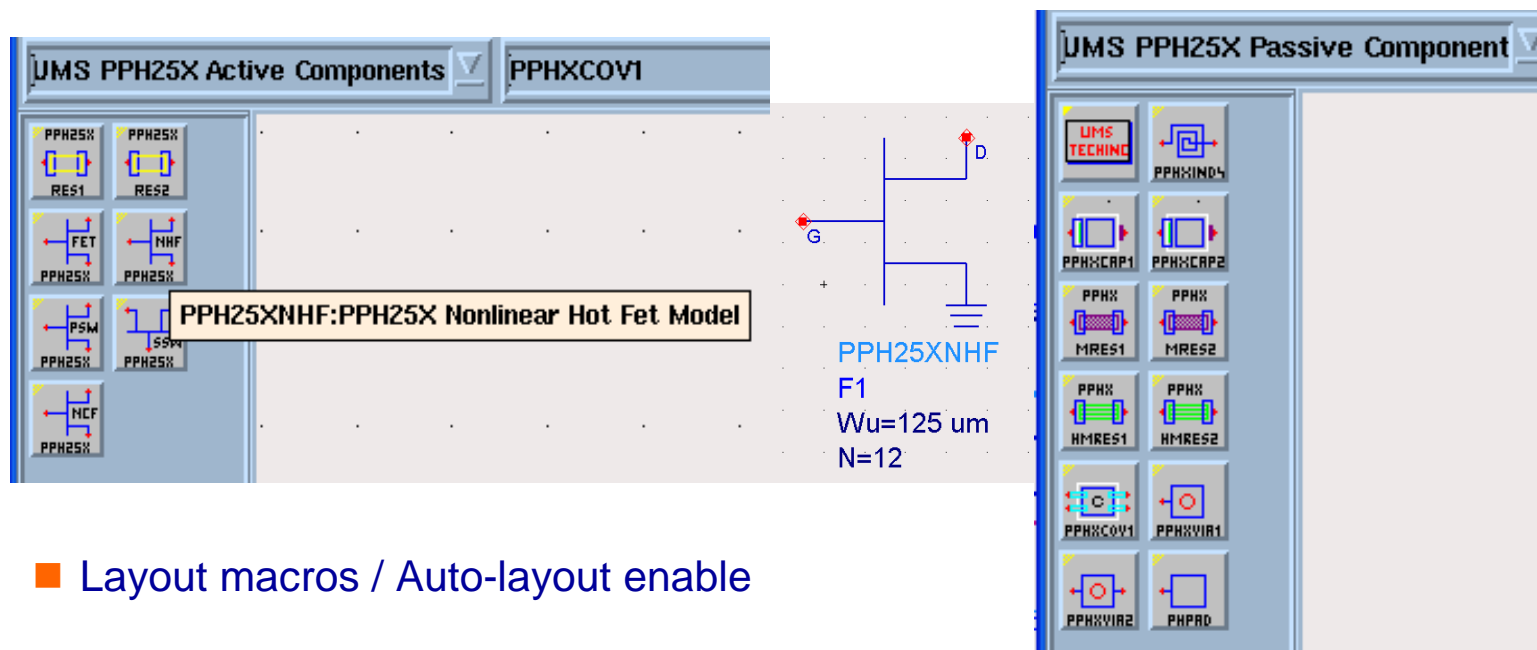 UMS PPH25X Active Components
PPHXCOV1
PPH25X
RES1
PPH25X
RES2
FET
PPH25X
NHF
PPH25X
PPH25XNHF:PPH25X Nonlinear Hot Fet Model
PSW
PPH25X
SSW
PPH25X
NCF
PPH25X
D
G
PPH25XNHF
F1
Wu=125 um
N=12
Layout macros / Auto-layout enable
UMS PPH25X Passive Component
UMS
PPHXIND4
PPHXCAP1
PPHXCAP2
PPHX
MRES1
PPHX
MRES2
PPHX
HMRES1
PPHX
HMRES2
C
PPHXCOV1
PPHXVIA1
PPHXVIA2
PHPAD